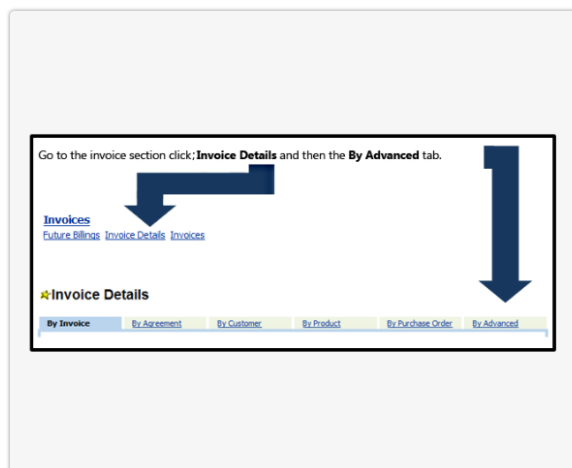 Go to the invoice section click;Invoice Details and then the By Advanced tab.
Invoices
Future Billings Invoice Details Invoices
Invoice Details
By Invoice By Agreement By Customer By Product By Purchase Order By Advanced